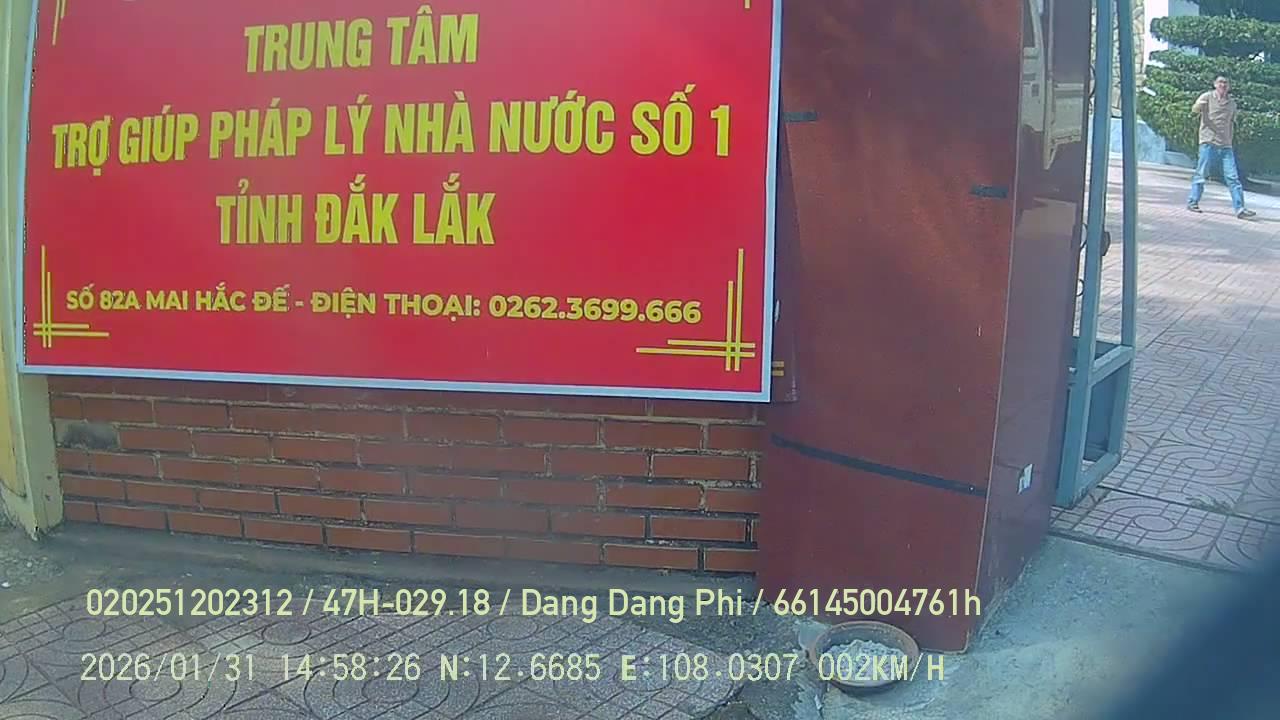 TRUNG TÂM
TRỢ GIÚP PHÁP LÝ NHÀ NƯỚC SỐ 1
TỈNH ĐẮK LẮK
SỐ 82A MAI HẮC ĐẾ - ĐIỆN THOẠI: 0262.3699.666
020251202312 / 47H-029.18 / Dang Dang Phi / 66145004761h
2026/01/31 14:58:26 N:12.6685 E:108.0307 002KM/H